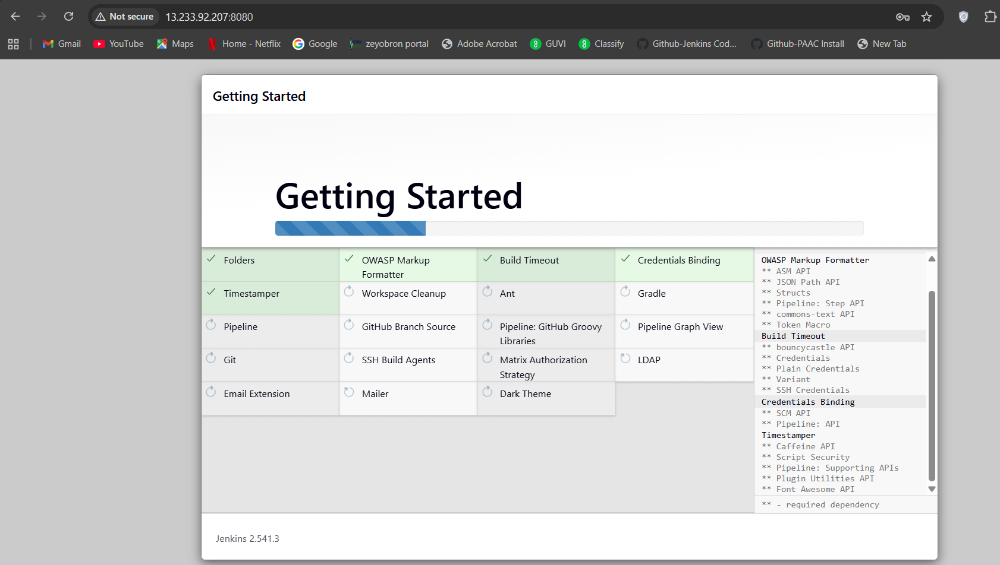 Not secure 13.233.92.207:8080
Gmail YouTube Maps Home - Netflix Google zeyobron portal Adobe Acrobat GUVI Classify Github-Jenkins Cod... Github-PAAC Install New Tab
Getting Started
Getting Started
Folders
OWASP Markup
Formatter
Build Timeout
Credentials Binding
Timestamper
Workspace Cleanup
Ant
Gradle
Pipeline
GitHub Branch Source
Pipeline: GitHub Groovy
Libraries
Pipeline Graph View
Git
SSH Build Agents
Matrix Authorization
Strategy
LDAP
Email Extension
Mailer
Dark Theme
OWASP Markup Formatter
** ASM API
** JSON Path API
** Structs
** Pipeline: Step API
** commons-text API
** Token Macro
Build Timeout
** bouncycastle API
** Credentials
** Plain Credentials
** Variant
** SSH Credentials
Credentials Binding
** SCM API
** Pipeline: API
Timestamper
** Caffeine API
** Script Security
** Pipeline: Supporting APIs
** Plugin Utilities API
** Font Awesome API
** - required dependency
Jenkins 2.541.3